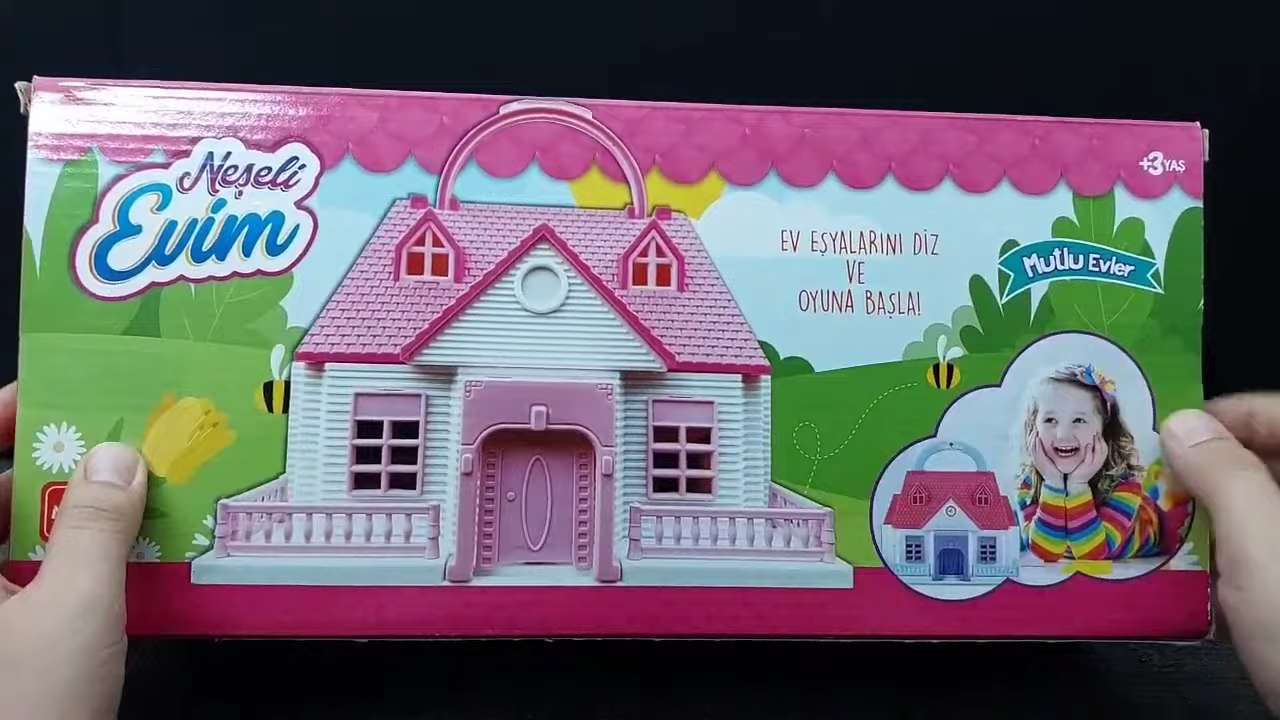 Neşeli
Evim
+3 YAŞ
EV EŞYALARINI DİZ
VE
OYUNA BAŞLA!
Mutlu Evler